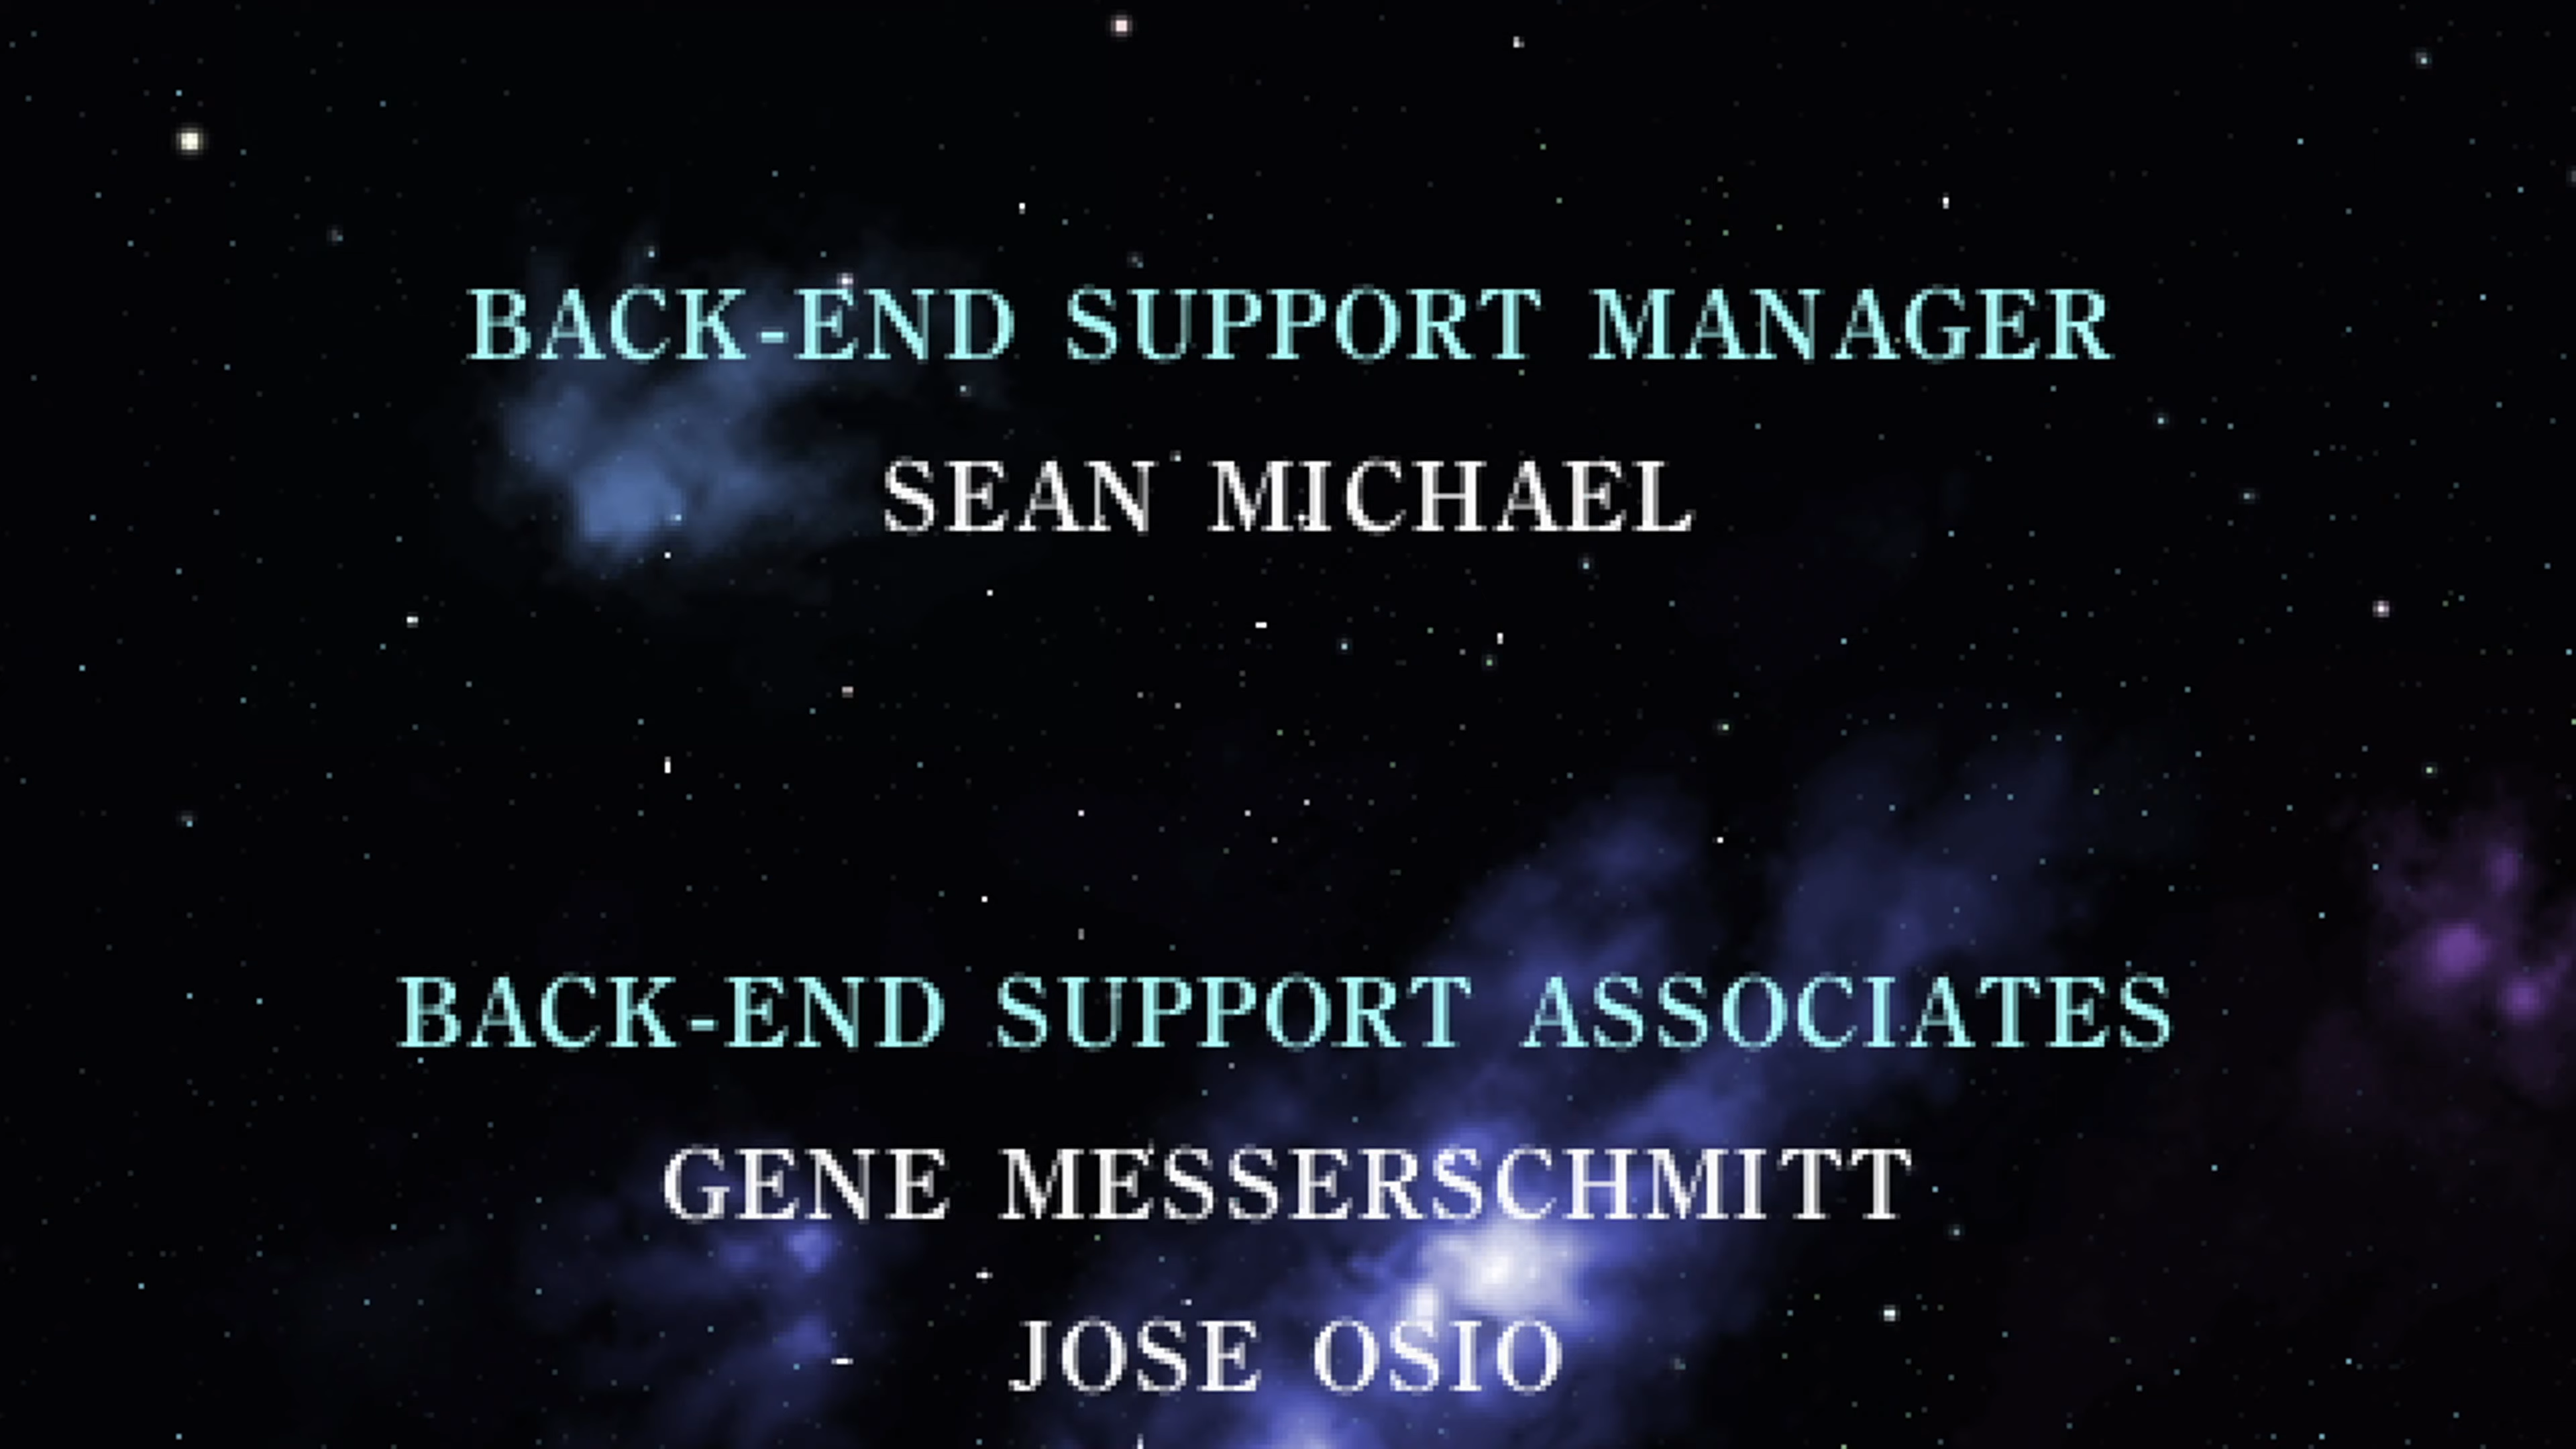 BACK-END SUPPORT MANAGER
SEAN MICHAEL
BACK-END SUPPORT ASSOCIATES
GENE MESSERSCHMITT
JOSE OSIO